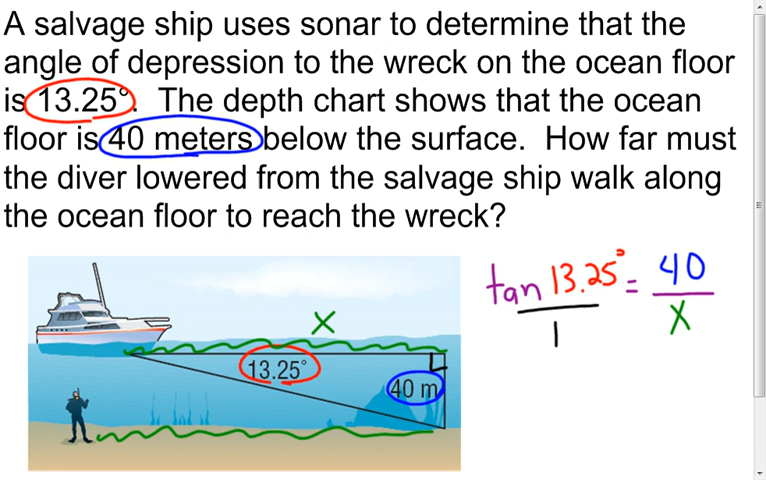 A salvage ship uses sonar to determine that the
angle of depression to the wreck on the ocean floor
is 13.25°. The depth chart shows that the ocean
floor is 40 meters below the surface. How far must
the diver lowered from the salvage ship walk along
the ocean floor to reach the wreck?
X
13.25°
40 m
tan 13.25° = 40
1 X